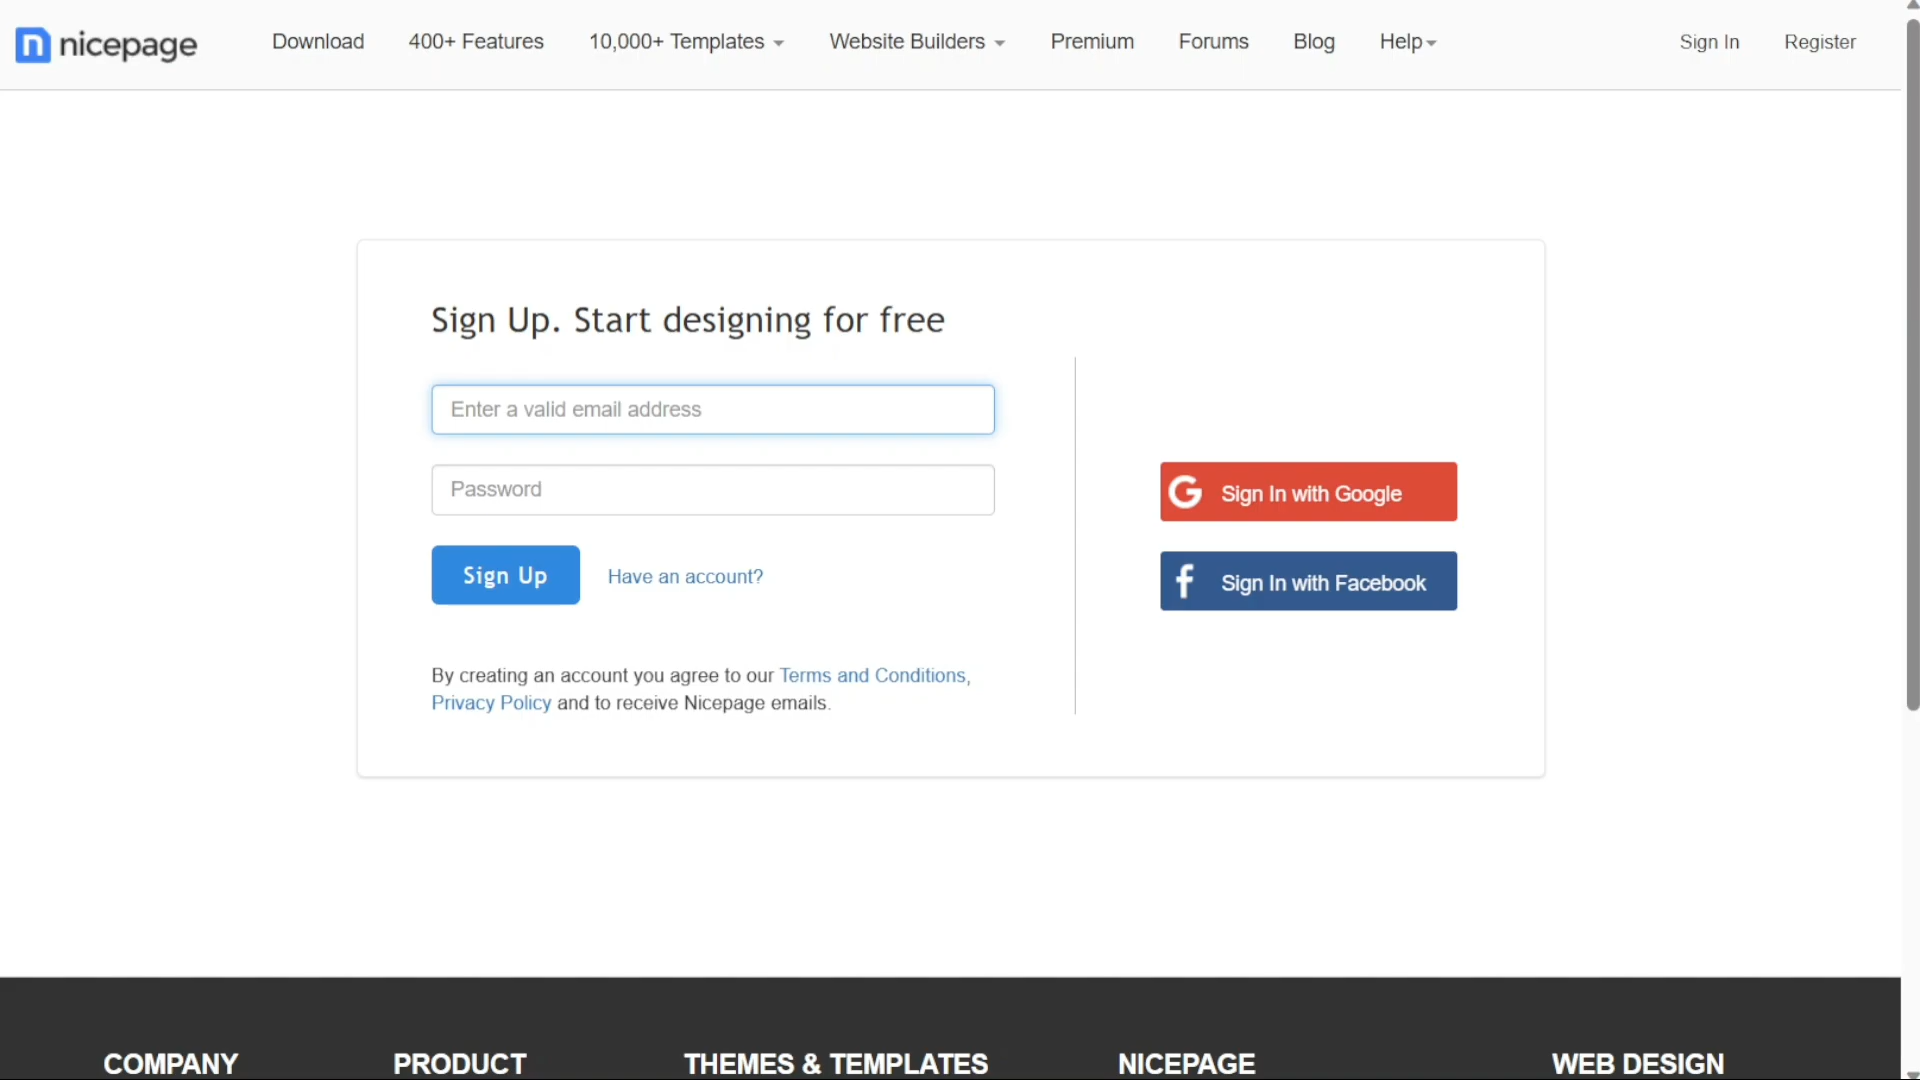 nicepage
Download
400+ Features
10,000+ Templates
Website Builders
Premium
Forums
Blog
Help
Sign In
Register
Sign Up. Start designing for free
Enter a valid email address
Password
Sign Up
Have an account?
By creating an account you agree to our Terms and Conditions,
Privacy Policy and to receive Nicepage emails.
Sign In with Google
Sign In with Facebook
COMPANY
PRODUCT
THEMES & TEMPLATES
NICEPAGE
WEB DESIGN